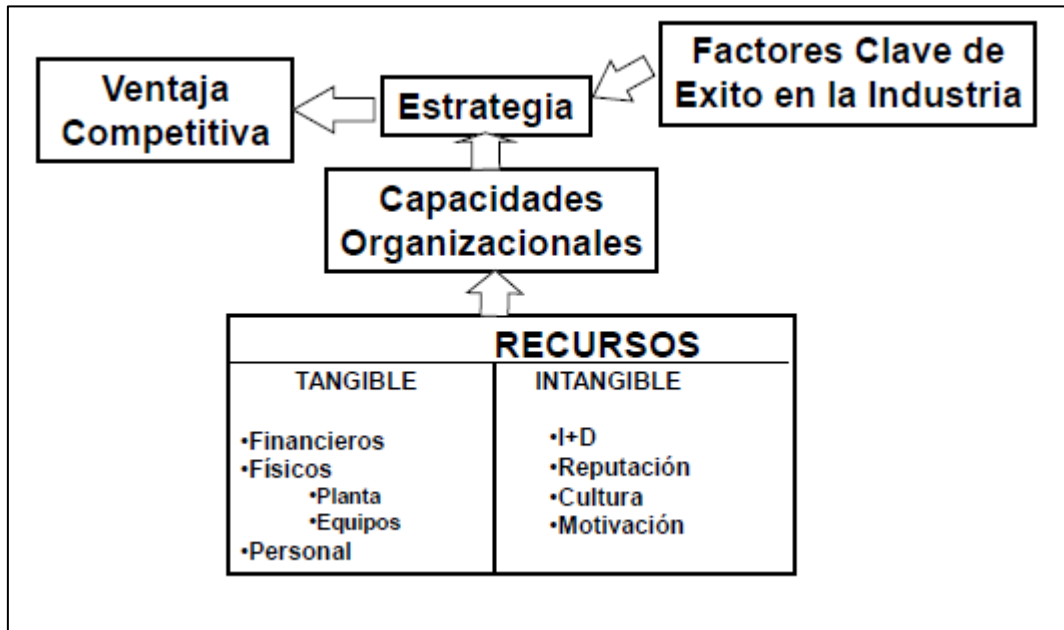 Factores Clave de
Exito en la Industria
Ventaja
Competitiva
Estrategia
Capacidades
Organizacionales
RECURSOS
TANGIBLE
•Financieros
•Físicos
•Planta
•Equipos
•Personal
INTANGIBLE
•I+D
•Reputación
•Cultura
•Motivación